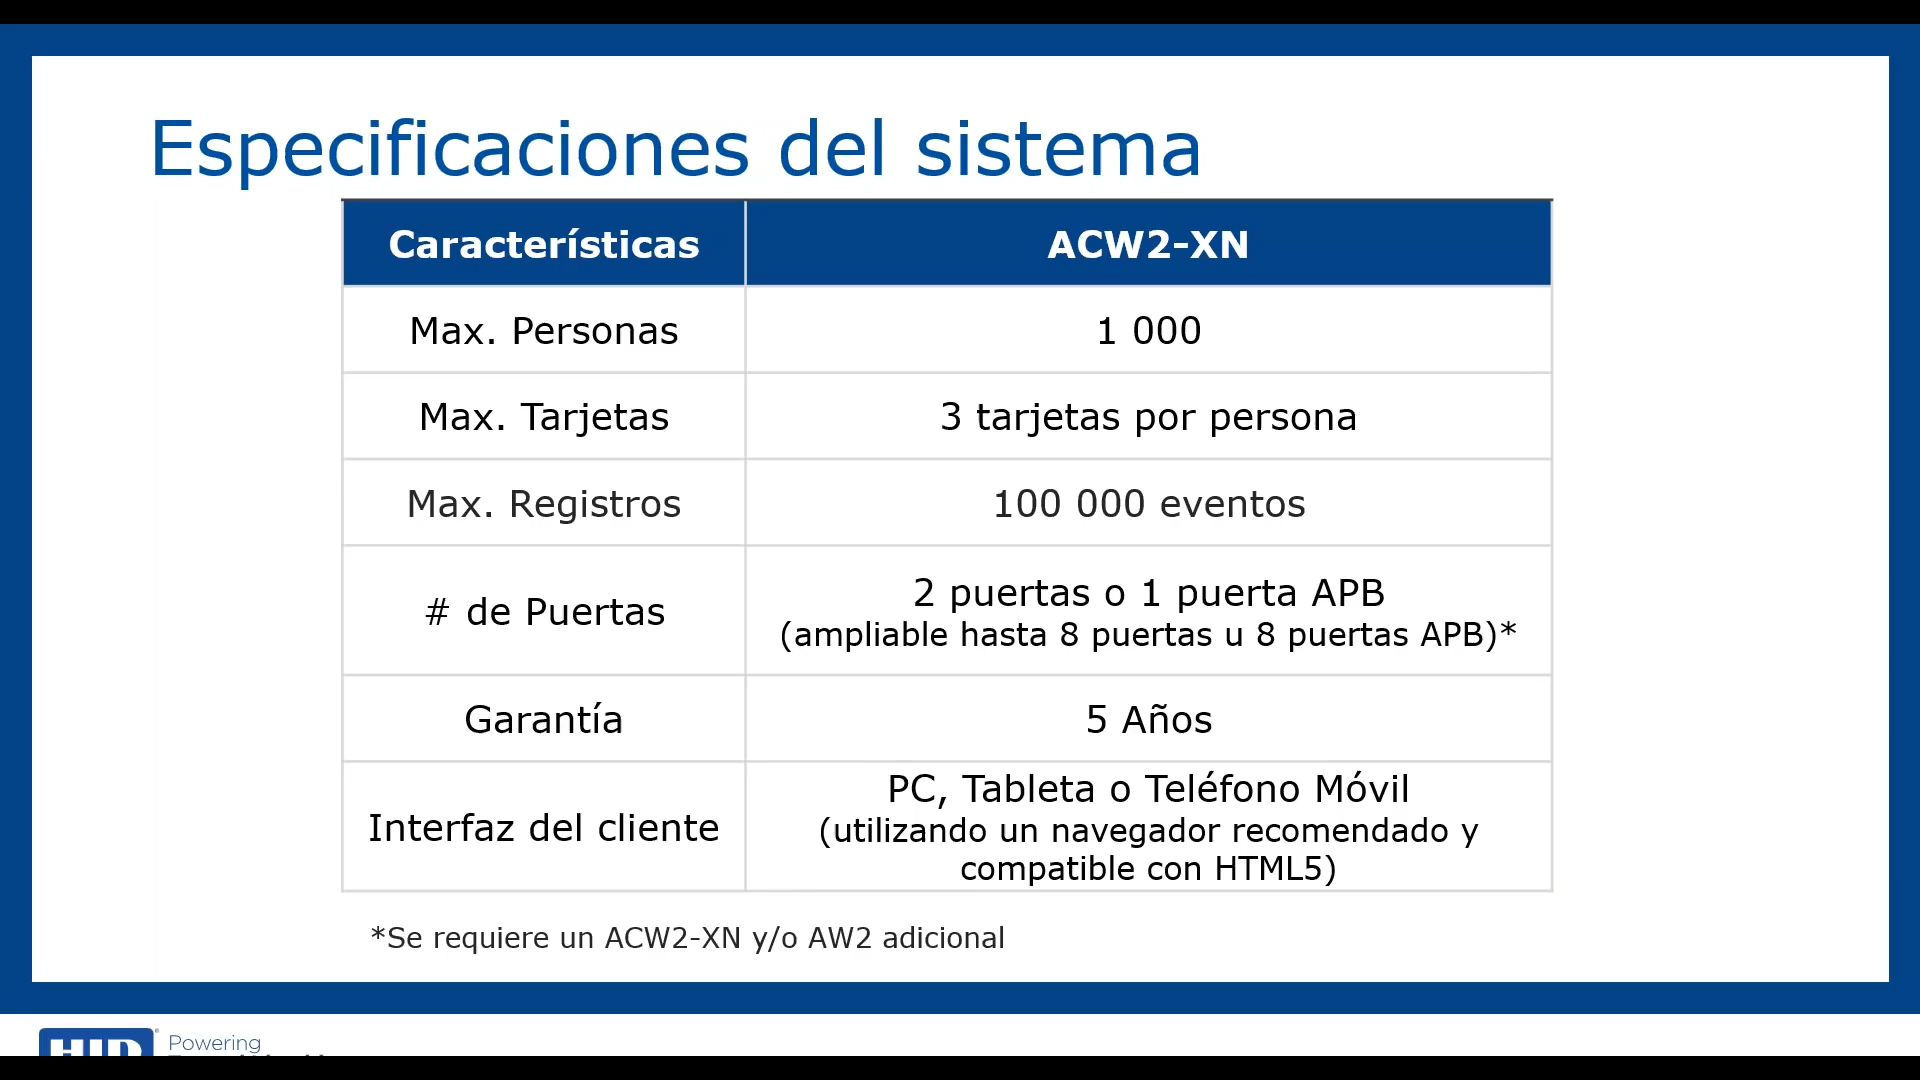 Especificaciones del sistema
Características
ACW2-XN
Max. Personas
1 000
Max. Tarjetas
3 tarjetas por persona
Max. Registros
100 000 eventos
# de Puertas
2 puertas o 1 puerta APB
(ampliable hasta 8 puertas u 8 puertas APB)*
Garantía
5 Años
Interfaz del cliente
PC, Tableta o Teléfono Móvil
(utilizando un navegador recomendado y
compatible con HTML5)
*Se requiere un ACW2-XN y/o AW2 adicional
HID
Powering